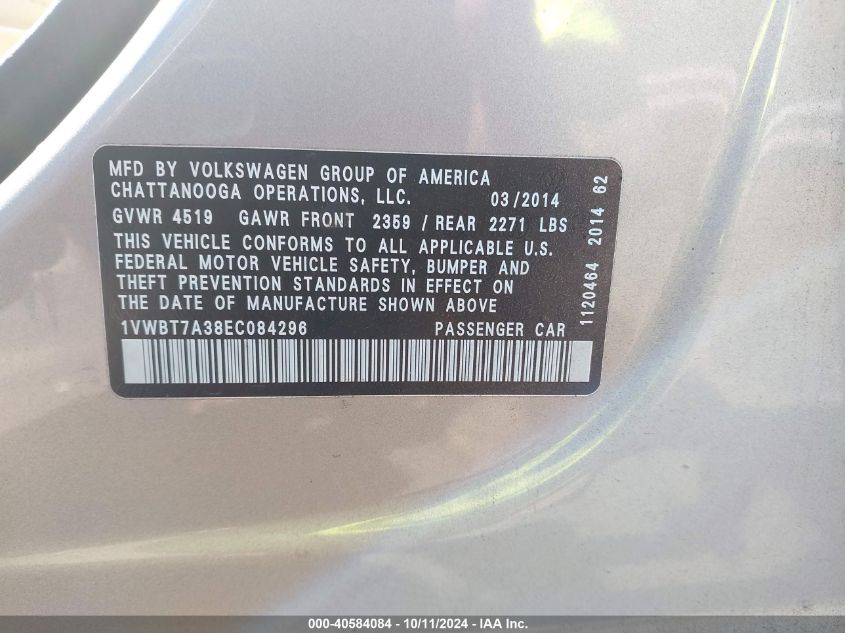 MFD BY VOLKSWAGEN GROUP OF AMERICA
CHATTANOOGA OPERATIONS, LLC. 03/2014
GVWR 4519 GAWR FRONT 2359 / REAR 2271 LBS
THIS VEHICLE CONFORMS TO ALL APPLICABLE U.S.
FEDERAL MOTOR VEHICLE SAFETY, BUMPER AND
THEFT PREVENTION STANDARDS IN EFFECT ON
THE DATE OF MANUFACTURE SHOWN ABOVE
1VWBT7A38EC084296 PASSENGER CAR
1120464 2014 62
000-40584084 - 10/11/2024 - IAA Inc.